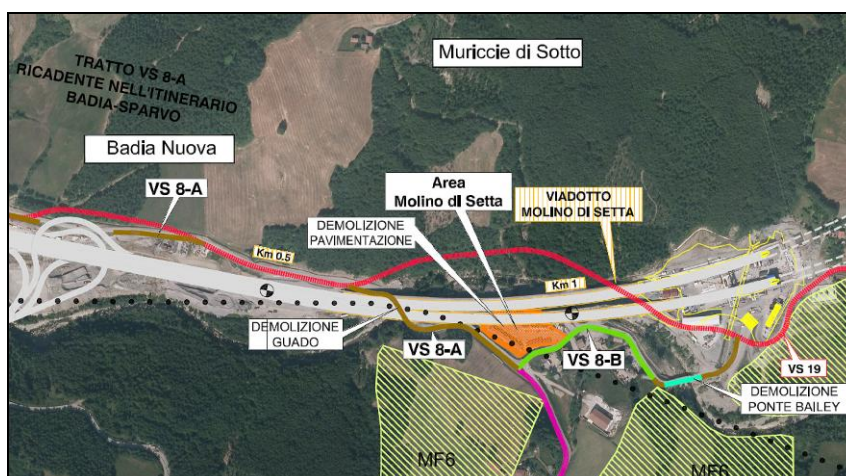 Muriccie di Sotto
TRATTO VS 8-A
RICADENTE NELL'ITINERARIO
BADIA-SPARVO
Badia Nuova
VS 8-A
Area
Molino di Setta
VIADOTTO
MOLINO DI SETTA
DEMOLIZIONE
PAVIMENTAZIONE
Km 0.5
Km 1
DEMOLIZIONE
GUADO
VS 8-A
VS 8-B
VS 19
DEMOLIZIONE
PONTE BAILEY
MF6
MF6